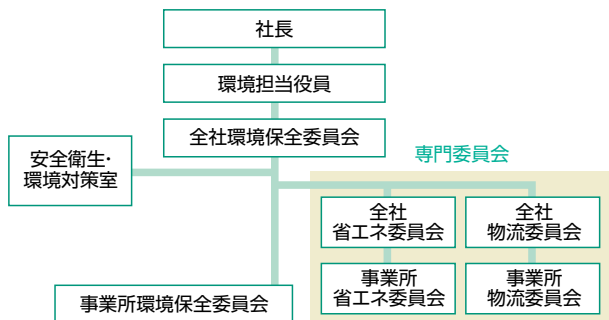 社長
環境担当役員
全社環境保全委員会
安全衛生・
環境対策室
専門委員会
全社
省エネ委員会
全社
物流委員会
事業所
省エネ委員会
事業所
物流委員会
事業所環境保全委員会